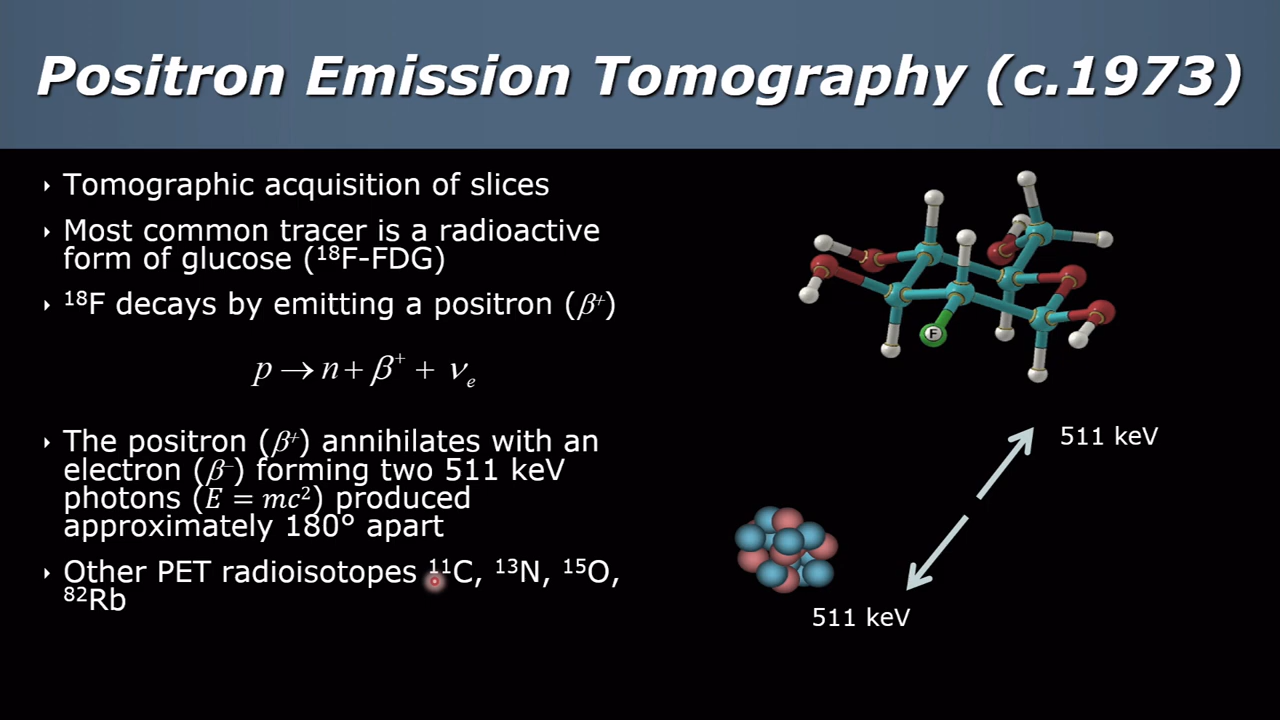 Positron Emission Tomography (c.1973)
Tomographic acquisition of slices
Most common tracer is a radioactive
form of glucose (¹⁸F-FDG)
¹⁸F decays by emitting a positron (β⁺)
p → n + β⁺ + νₑ
The positron (β⁺) annihilates with an
electron (β⁻) forming two 511 keV
photons (E = mc²) produced
approximately 180° apart
Other PET radioisotopes ¹¹C, ¹³N, ¹⁵O,
⁸²Rb
F
511 keV
511 keV